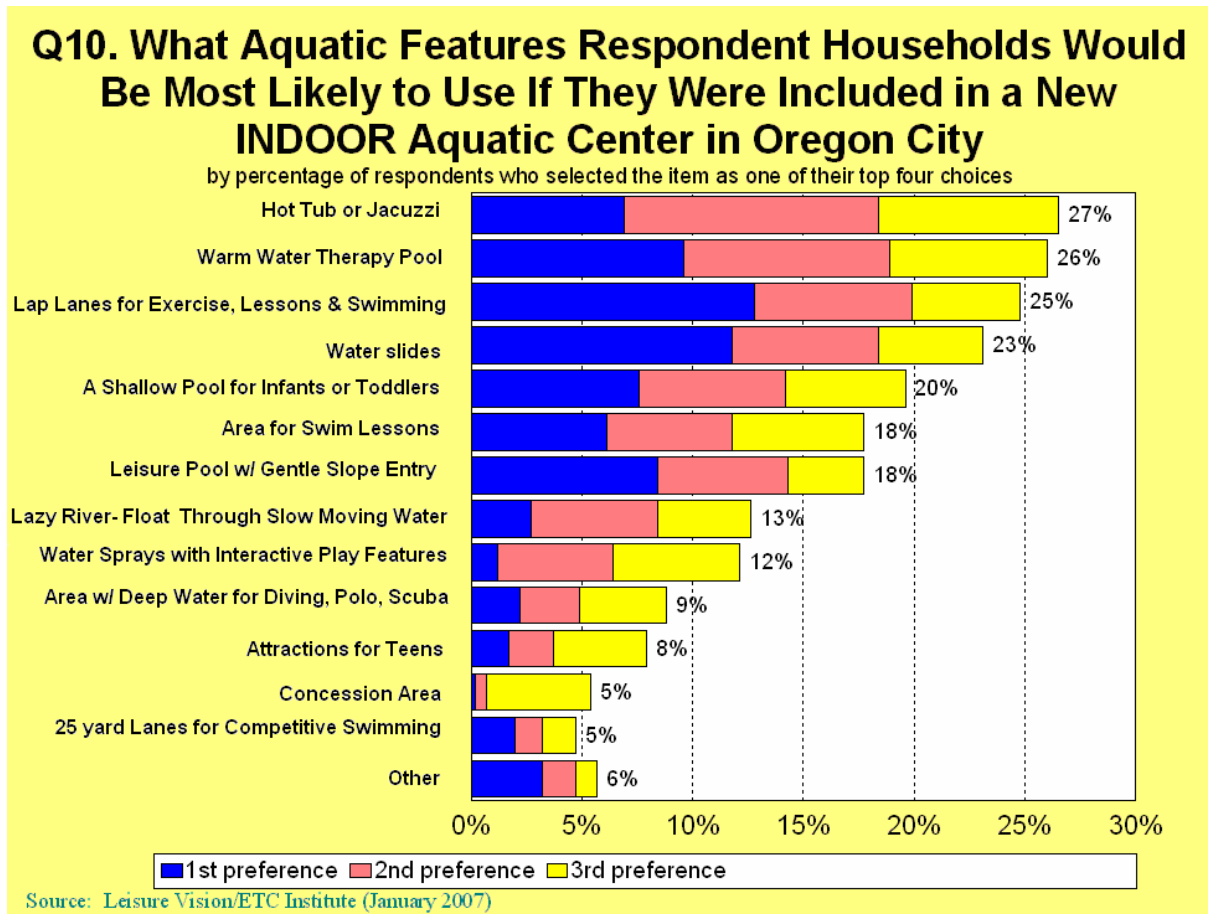 Q10. What Aquatic Features Respondent Households Would
Be Most Likely to Use If They Were Included in a New
INDOOR Aquatic Center in Oregon City
by percentage of respondents who selected the item as one of their top four choices
Hot Tub or Jacuzzi 27%
Warm Water Therapy Pool 26%
Lap Lanes for Exercise, Lessons & Swimming 25%
Water slides 23%
A Shallow Pool for Infants or Toddlers 20%
Area for Swim Lessons 18%
Leisure Pool w/ Gentle Slope Entry 18%
Lazy River- Float Through Slow Moving Water 13%
Water Sprays with Interactive Play Features 12%
Area w/ Deep Water for Diving, Polo, Scuba 9%
Attractions for Teens 8%
Concession Area 5%
25 yard Lanes for Competitive Swimming 5%
Other 6%
0% 5% 10% 15% 20% 25% 30%
1st preference 2nd preference 3rd preference
Source: Leisure Vision/ETC Institute (January 2007)